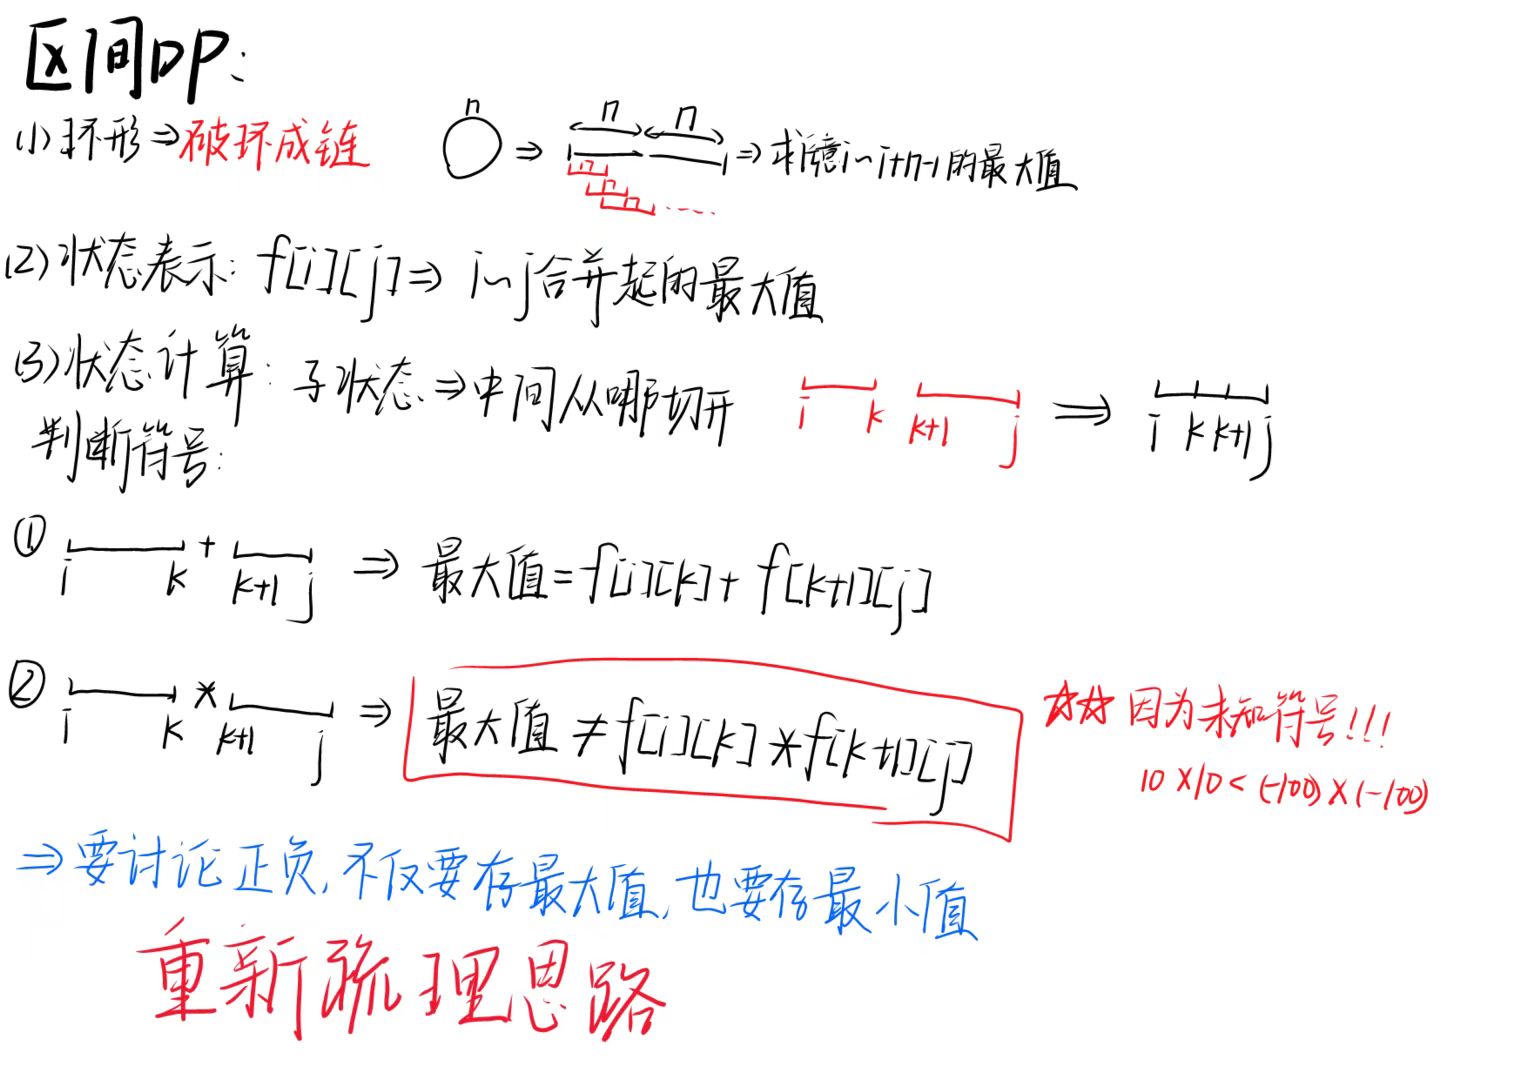 区间DP:
(1) 环形⇒破环成链 n ⇒ n n ⇒求任意i~i+n-1的最大值
n n n ....
(2)状态表示: f[i][j]⇒ i~j合并起的最大值
(3)状态计算: 子状态⇒中间从哪切开 i k k+1 j ⇒ i k k+1 j
判断符号:
① i k + k+1 j ⇒ 最大值=f[i][k]+f[k+1][j]
② i k * k+1 j ⇒ 最大值≠f[i][k]*f[k+1][j] ☆☆因为未知符号!!!
10×10<(-100)×(-100)
⇒要讨论正负,不仅要存最大值,也要存最小值
重新疏理思路